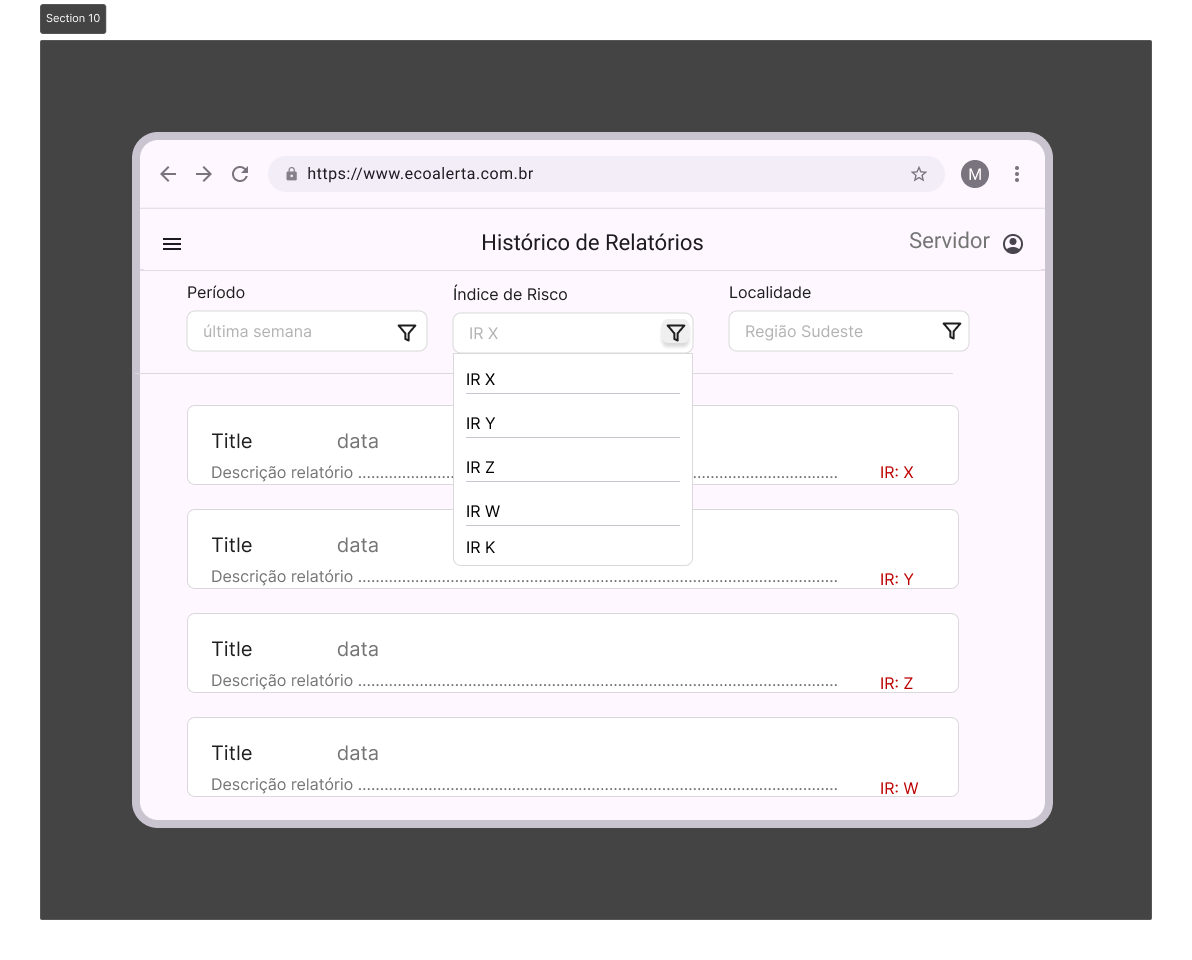 Section 10
https://www.ecoalerta.com.br
M
Histórico de Relatórios
Servidor
Período
Índice de Risco
Localidade
última semana
IR X
Região Sudeste
IR X
IR Y
IR Z
IR W
IR K
Title data
Descrição relatório ........................................................................................................... IR: X
Title data
Descrição relatório ........................................................................................................... IR: Y
Title data
Descrição relatório ........................................................................................................... IR: Z
Title data
Descrição relatório ........................................................................................................... IR: W